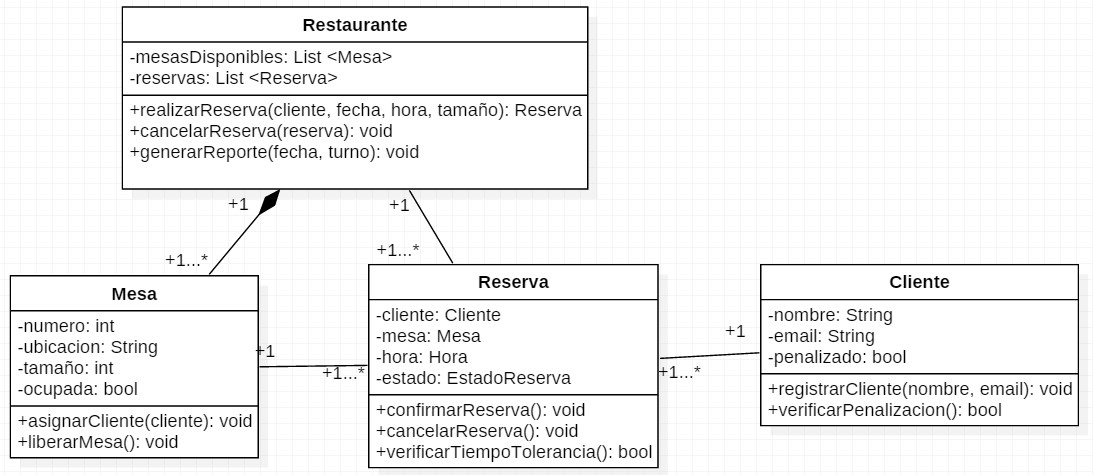 Restaurante
-mesasDisponibles: List <Mesa>
-reservas: List <Reserva>
+realizarReserva(cliente, fecha, hora, tamaño): Reserva
+cancelarReserva(reserva): void
+generarReporte(fecha, turno): void
+1
+1
+1...*
+1...*
Mesa
-numero: int
-ubicacion: String
-tamaño: int
-ocupada: bool
+asignarCliente(cliente): void
+liberarMesa(): void
+1
+1...*
Reserva
-cliente: Cliente
-mesa: Mesa
-hora: Hora
-estado: EstadoReserva
+confirmarReserva(): void
+cancelarReserva(): void
+verificarTiempoTolerancia(): bool
+1
+1...*
Cliente
-nombre: String
-email: String
-penalizado: bool
+registrarCliente(nombre, email): void
+verificarPenalizacion(): bool